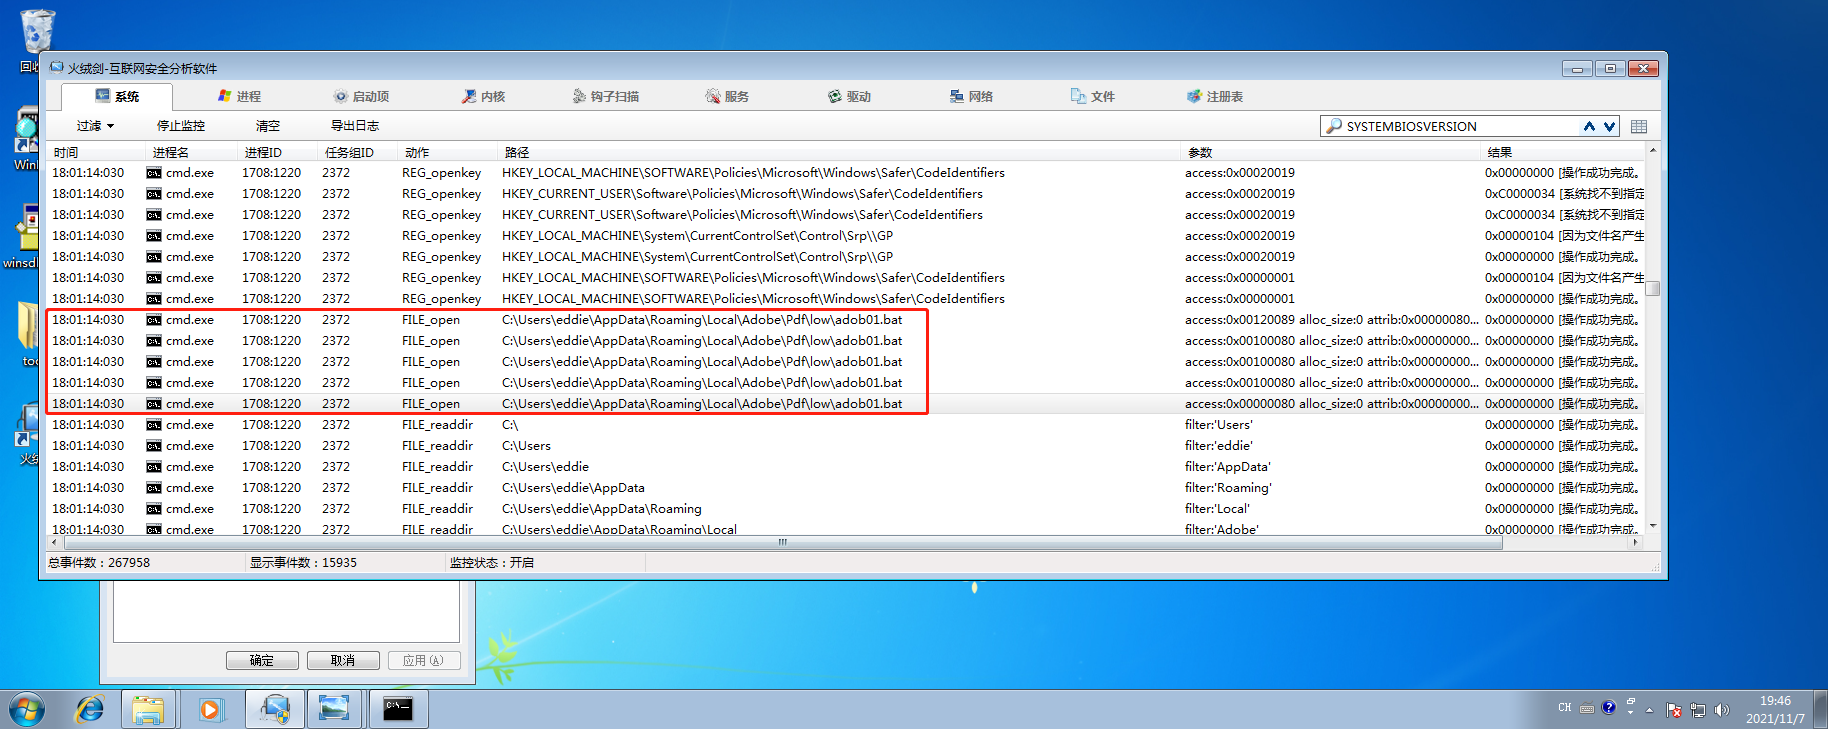 回收
火绒剑-互联网安全分析软件
系统 进程 启动项 内核 钩子扫描 服务 驱动 网络 文件 注册表
过滤 停止监控 清空 导出日志 SYSTEMBIOSVERSION
时间 进程名 进程ID 任务组ID 动作 路径 参数 结果
18:01:14:030 cmd.exe 1708:1220 2372 REG_openkey HKEY_LOCAL_MACHINE\SOFTWARE\Policies\Microsoft\Windows\Safer\CodeIdentifiers access:0x00020019 0x00000000 [操作成功完成。
18:01:14:030 cmd.exe 1708:1220 2372 REG_openkey HKEY_CURRENT_USER\Software\Policies\Microsoft\Windows\Safer\CodeIdentifiers access:0x00020019 0xC0000034 [系统找不到指定
18:01:14:030 cmd.exe 1708:1220 2372 REG_openkey HKEY_CURRENT_USER\Software\Policies\Microsoft\Windows\Safer\CodeIdentifiers access:0x00020019 0xC0000034 [系统找不到指定
18:01:14:030 cmd.exe 1708:1220 2372 REG_openkey HKEY_LOCAL_MACHINE\System\CurrentControlSet\Control\Srp\\GP access:0x00020019 0x00000104 [因为文件名产生
18:01:14:030 cmd.exe 1708:1220 2372 REG_openkey HKEY_LOCAL_MACHINE\System\CurrentControlSet\Control\Srp\\GP access:0x00020019 0x00000000 [操作成功完成。
18:01:14:030 cmd.exe 1708:1220 2372 REG_openkey HKEY_LOCAL_MACHINE\SOFTWARE\Policies\Microsoft\Windows\Safer\CodeIdentifiers access:0x00000001 0x00000104 [因为文件名产生
18:01:14:030 cmd.exe 1708:1220 2372 REG_openkey HKEY_LOCAL_MACHINE\SOFTWARE\Policies\Microsoft\Windows\Safer\CodeIdentifiers access:0x00000001 0x00000000 [操作成功完成。
18:01:14:030 cmd.exe 1708:1220 2372 FILE_open C:\Users\eddie\AppData\Roaming\Local\Adobe\Pdf\low\adob01.bat access:0x00120089 alloc_size:0 attrib:0x00000080... 0x00000000 [操作成功完成。
18:01:14:030 cmd.exe 1708:1220 2372 FILE_open C:\Users\eddie\AppData\Roaming\Local\Adobe\Pdf\low\adob01.bat access:0x00100080 alloc_size:0 attrib:0x00000000... 0x00000000 [操作成功完成。
18:01:14:030 cmd.exe 1708:1220 2372 FILE_open C:\Users\eddie\AppData\Roaming\Local\Adobe\Pdf\low\adob01.bat access:0x00100080 alloc_size:0 attrib:0x00000000... 0x00000000 [操作成功完成。
18:01:14:030 cmd.exe 1708:1220 2372 FILE_open C:\Users\eddie\AppData\Roaming\Local\Adobe\Pdf\low\adob01.bat access:0x00100080 alloc_size:0 attrib:0x00000000... 0x00000000 [操作成功完成。
18:01:14:030 cmd.exe 1708:1220 2372 FILE_open C:\Users\eddie\AppData\Roaming\Local\Adobe\Pdf\low\adob01.bat access:0x00000080 alloc_size:0 attrib:0x00000000... 0x00000000 [操作成功完成。
18:01:14:030 cmd.exe 1708:1220 2372 FILE_readdir C:\ filter:'Users' 0x00000000 [操作成功完成。
18:01:14:030 cmd.exe 1708:1220 2372 FILE_readdir C:\Users filter:'eddie' 0x00000000 [操作成功完成。
18:01:14:030 cmd.exe 1708:1220 2372 FILE_readdir C:\Users\eddie filter:'AppData' 0x00000000 [操作成功完成。
18:01:14:030 cmd.exe 1708:1220 2372 FILE_readdir C:\Users\eddie\AppData filter:'Roaming' 0x00000000 [操作成功完成。
18:01:14:030 cmd.exe 1708:1220 2372 FILE_readdir C:\Users\eddie\AppData\Roaming filter:'Local' 0x00000000 [操作成功完成。
18:01:14:030 cmd.exe 1708:1220 2372 FILE_readdir C:\Users\eddie\AppData\Roaming\Local filter:'Adobe' 0x00000000 [操作成功完成。
总事件数：267958 显示事件数：15935 监控状态：开启
Win
winsd
too
火绒
确定 取消 应用(A)
CH 19:46
2021/11/7